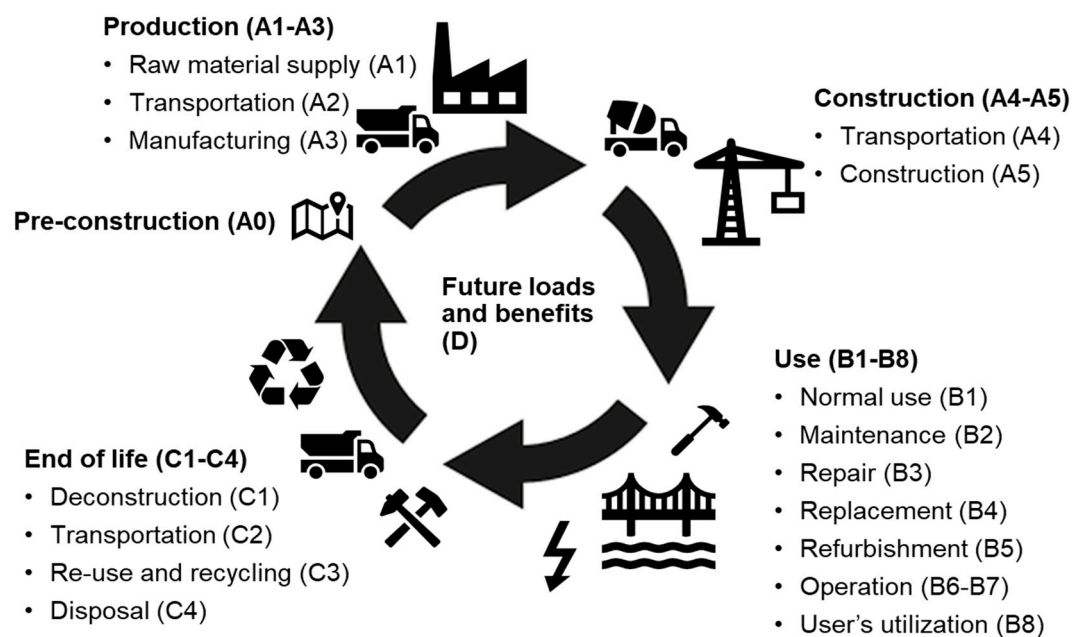 Production (A1-A3)
• Raw material supply (A1)
• Transportation (A2)
• Manufacturing (A3)
Construction (A4-A5)
• Transportation (A4)
• Construction (A5)
Pre-construction (A0)
Future loads
and benefits
(D)
Use (B1-B8)
• Normal use (B1)
• Maintenance (B2)
• Repair (B3)
• Replacement (B4)
• Refurbishment (B5)
• Operation (B6-B7)
• User's utilization (B8)
End of life (C1-C4)
• Deconstruction (C1)
• Transportation (C2)
• Re-use and recycling (C3)
• Disposal (C4)